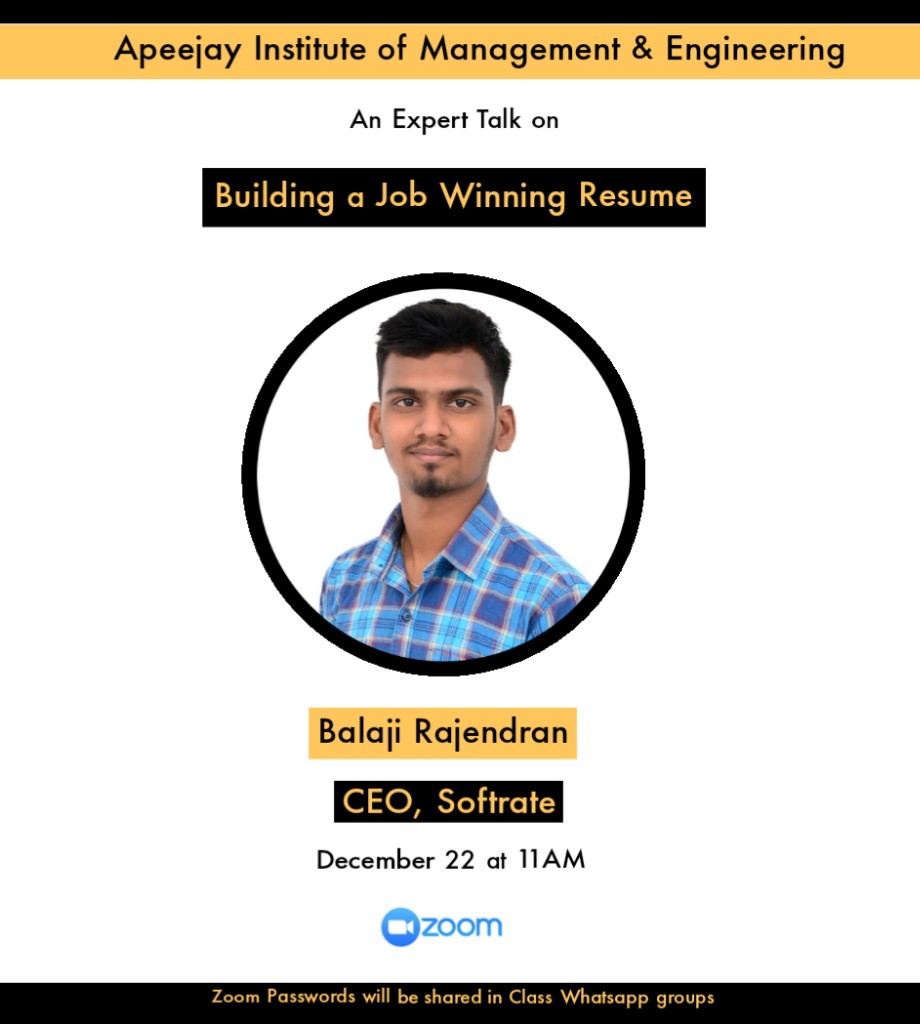 Apeejay Institute of Management & Engineering
An Expert Talk on
Building a Job Winning Resume
Balaji Rajendran
CEO, Softrate
December 22 at 11AM
zoom
Zoom Passwords will be shared in Class Whatsapp groups